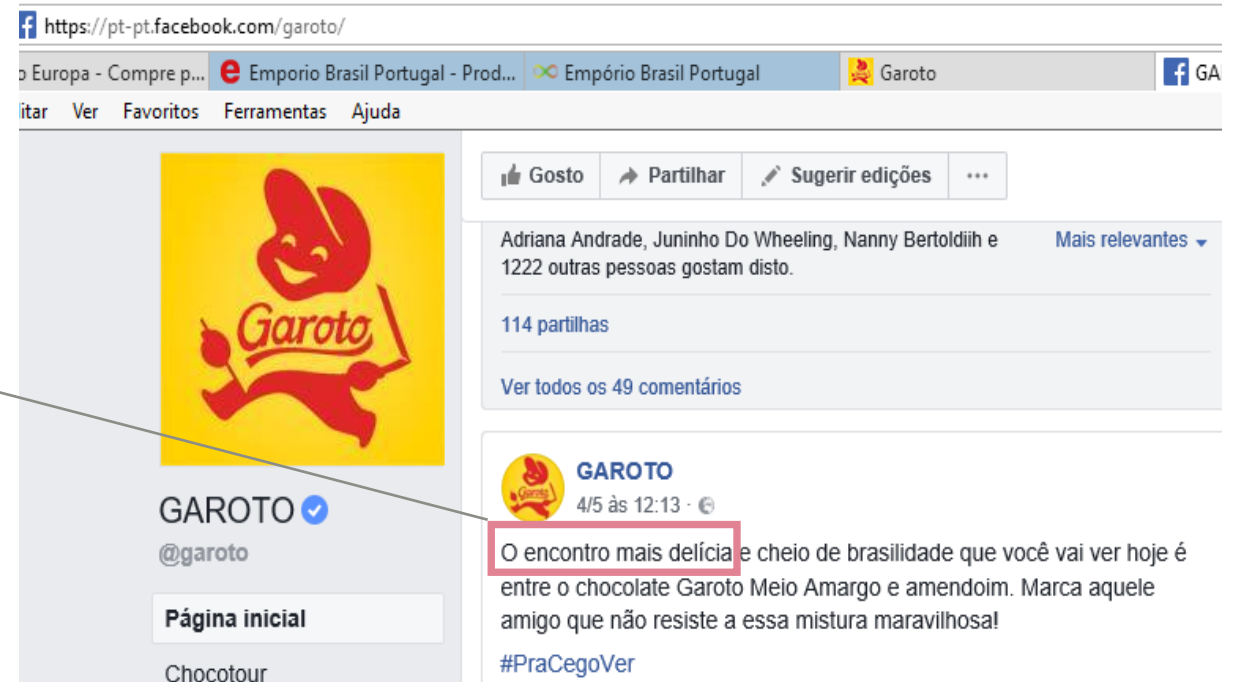 https://pt-pt.facebook.com/garoto/
o Europa - Compre p... Emporio Brasil Portugal - Prod... Empório Brasil Portugal Garoto GA
itar Ver Favoritos Ferramentas Ajuda
Garoto
GAROTO
@garoto
Página inicial
Chocotour
Gosto Partilhar Sugerir edições ...
Adriana Andrade, Juninho Do Wheeling, Nanny Bertoldiih e Mais relevantes
1222 outras pessoas gostam disto.
114 partilhas
Ver todos os 49 comentários
Garoto
GAROTO
4/5 às 12:13 ·
O encontro mais delícia e cheio de brasilidade que você vai ver hoje é
entre o chocolate Garoto Meio Amargo e amendoim. Marca aquele
amigo que não resiste a essa mistura maravilhosa!
#PraCegoVer